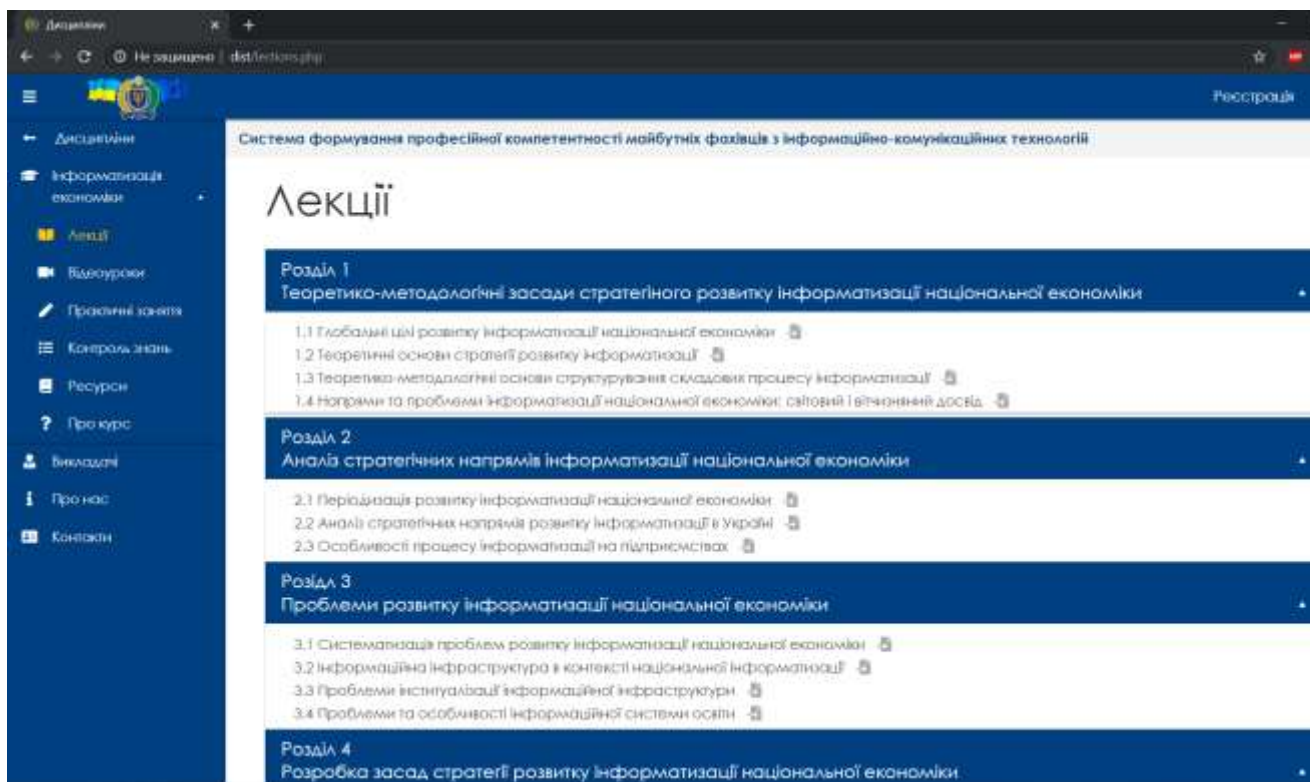 Дисципліни
Не защищено | dist/lections.php
Реєстрація
Дисципліни
Інформатизація
економіки
Лекції
Відеоуроки
Практичні заняття
Контроль знань
Ресурси
Про курс
Викладачі
Про нас
Контакти
Система формування професійної компетентності майбутніх фахівців з інформаційно-комунікаційних технологій
Лекції
Розділ 1
Теоретико-методологічні засади стратегіного розвитку інформатизації національної економіки
1.1 Глобальні цілі розвитку інформатизації національної економіки
1.2 Теоретичні основи стратегії розвитку інформатизації
1.3 Теоретико-методологічні основи структурування складових процесу інформатизації
1.4 Напрями та проблеми інформатизації національної економіки: світовий і вітчизняний досвід
Розділ 2
Аналіз стратегічних напрямів інформатизації національної економіки
2.1 Періодизація розвитку інформатизації національної економіки
2.2 Аналіз стратегічних напрямів розвитку інформатизації в Україні
2.3 Особливості процесу інформатизації на підприємствах
Розідл 3
Проблеми розвитку інформатизації національної економіки
3.1 Систематизація проблем розвитку інформатизації національної економіки
3.2 Інформаційна інфраструктура в контексті національної інформатизації
3.3 Проблеми інституалізації інформаційної інфраструктури
3.4 Проблеми та особливості інформаційної системи освіти
Розділ 4
Розробка засад стратегії розвитку інформатизації національної економіки